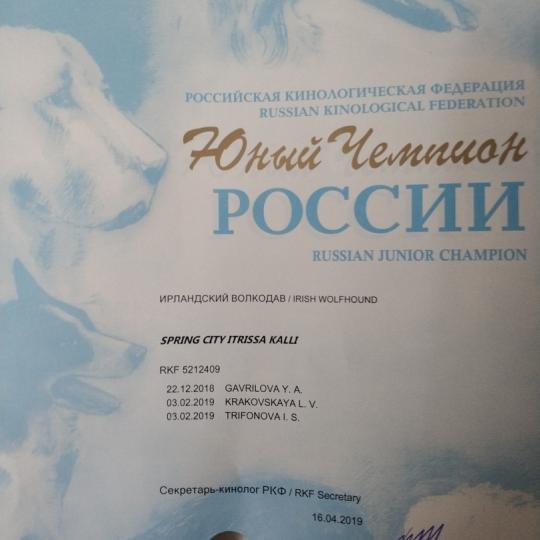 РОССИЙСКАЯ КИНОЛОГИЧЕСКАЯ ФЕДЕРАЦИЯ
RUSSIAN KINOLOGICAL FEDERATION
Юный Чемпион
РОССИИ
RUSSIAN JUNIOR CHAMPION
ИРЛАНДСКИЙ ВОЛКОДАВ / IRISH WOLFHOUND
SPRING CITY ITRISSA KALLI
RKF 5212409
22.12.2018 GAVRILOVA Y. A.
03.02.2019 KRAKOVSKAYA L. V.
03.02.2019 TRIFONOVA I. S.
Секретарь-кинолог РКФ / RKF Secretary
16.04.2019